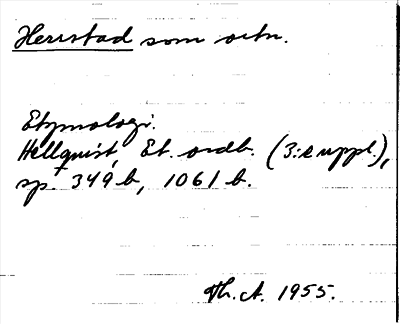 Herrstad som ortn.
Etymologi.
Hellquist, Et. ordb. (3:e uppl.),
sp. 349 b, 1061 b.
Th. A. 1955.